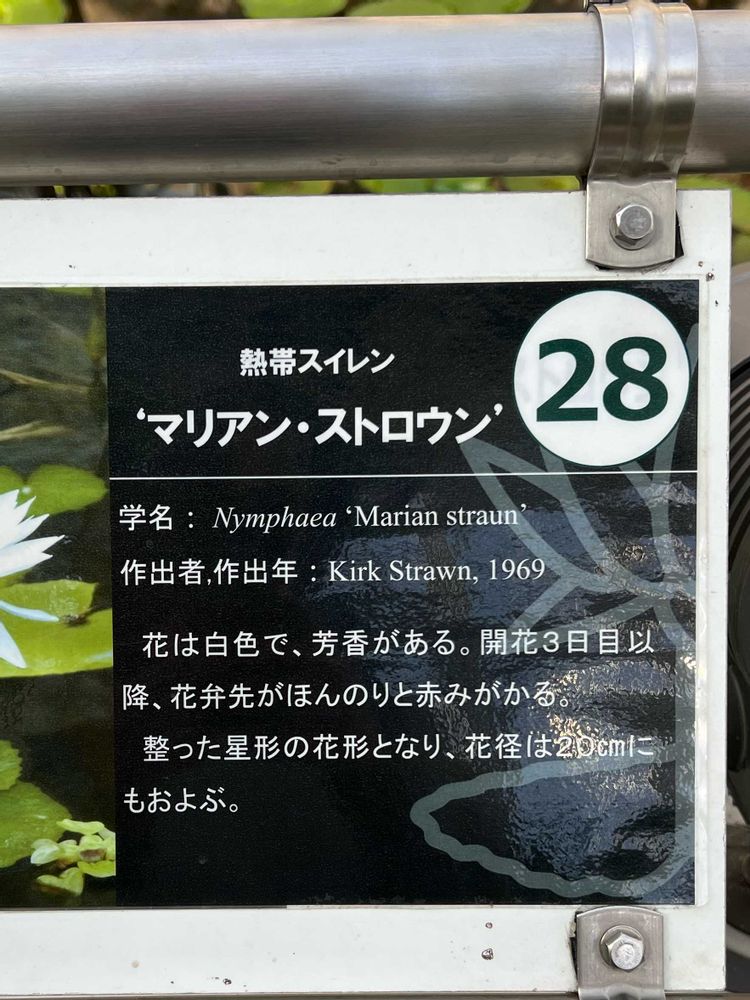 熱帯スイレン
‘マリアン・ストロウン’
28
学名： Nymphaea ‘Marian straun’
作出者,作出年：Kirk Strawn, 1969
花は白色で、芳香がある。開花３日目以
降、花弁先がほんのりと赤みがかる。
整った星形の花形となり、花径は２０㎝に
もおよぶ。